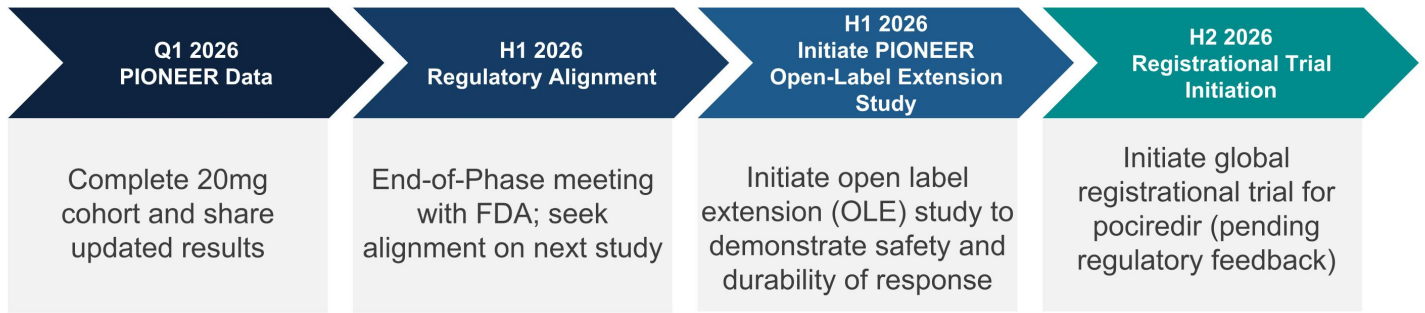 Q1 2026
PIONEER Data
Complete 20mg
cohort and share
updated results
H1 2026
Regulatory Alignment
End-of-Phase meeting
with FDA; seek
alignment on next study
H1 2026
Initiate PIONEER
Open-Label Extension
Study
Initiate open label
extension (OLE) study to
demonstrate safety and
durability of response
H2 2026
Registrational Trial
Initiation
Initiate global
registrational trial for
pociredir (pending
regulatory feedback)